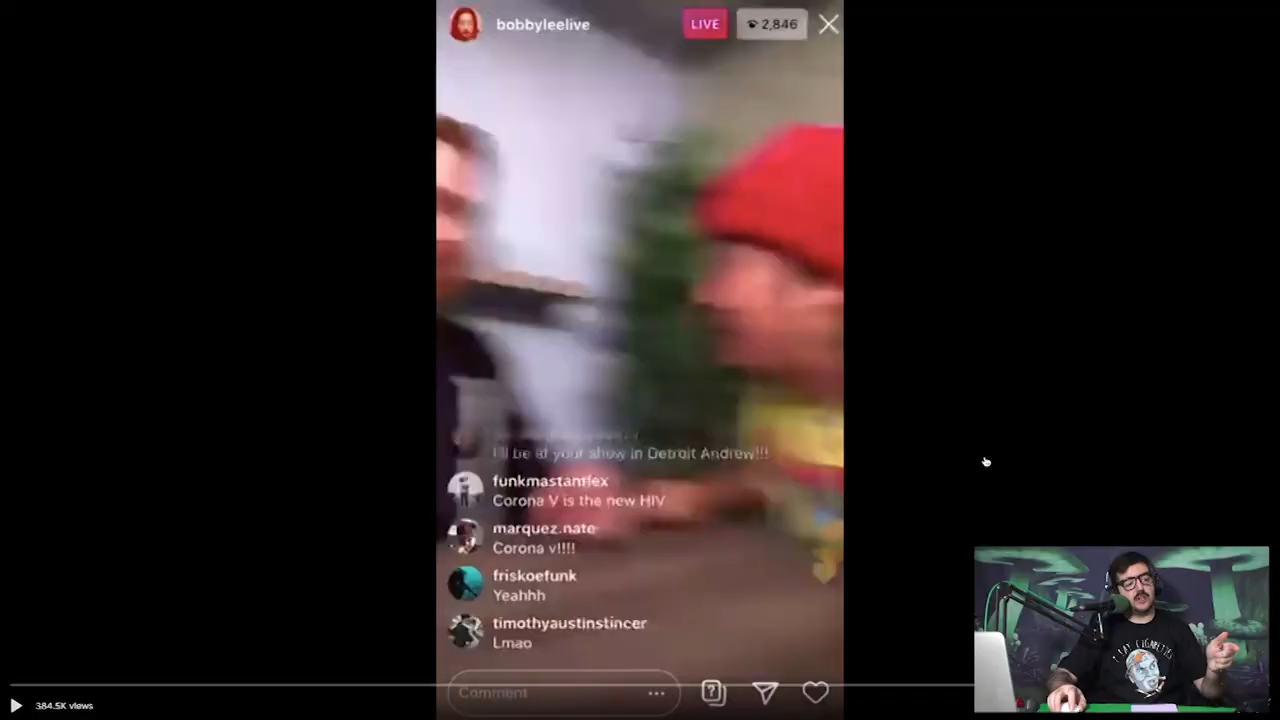 bobbyleelive
LIVE
2,846
I'll be at your show in Detroit Andrew!!!
funkmastanflex
Corona V is the new HIV
marquez.nate
Corona v!!!!
friskoefunk
Yeahhh
timothyaustinstincer
Lmao
Comment
384.5K views